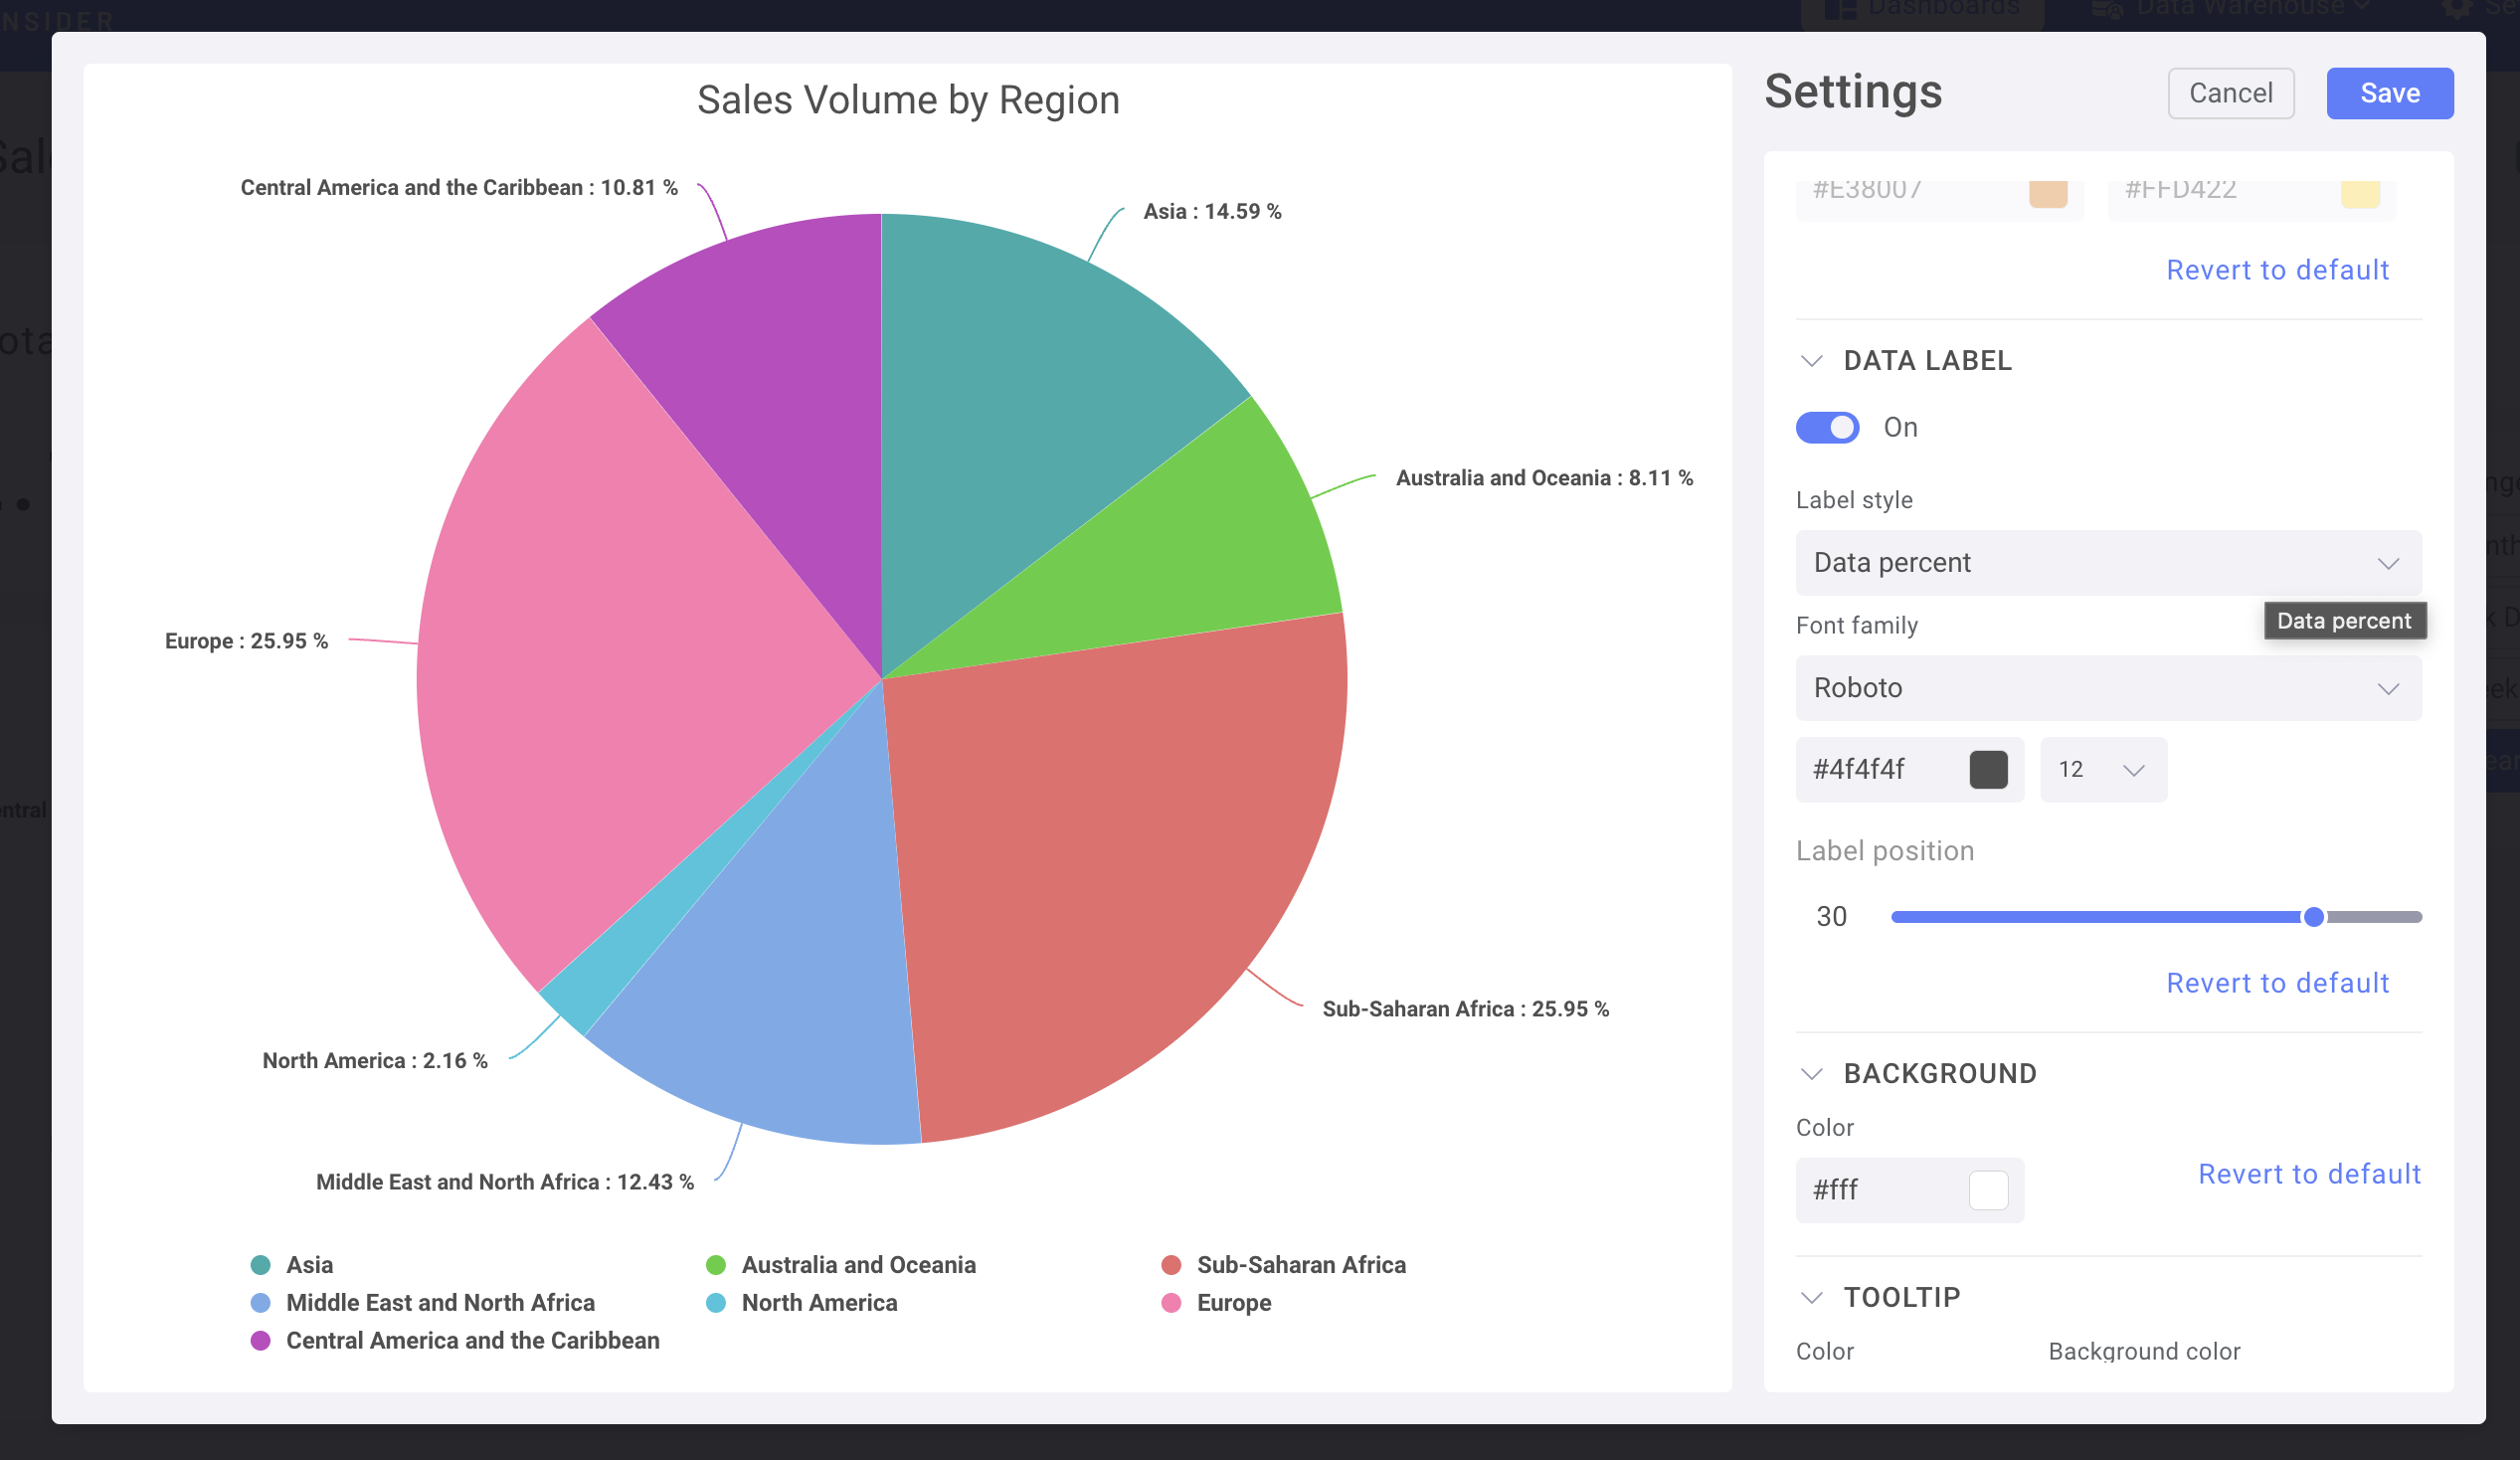 NSIDER
Dashboards
Data Warehouse
Sales Volume by Region
Central America and the Caribbean : 10.81 %
Asia : 14.59 %
Australia and Oceania : 8.11 %
Europe : 25.95 %
Sub-Saharan Africa : 25.95 %
North America : 2.16 %
Middle East and North Africa : 12.43 %
Asia
Australia and Oceania
Sub-Saharan Africa
Middle East and North Africa
North America
Europe
Central America and the Caribbean
Settings
Cancel
Save
#E38007
#FFD422
Revert to default
DATA LABEL
On
Label style
Data percent
Data percent
Font family
Roboto
#4f4f4f
12
Label position
30
Revert to default
BACKGROUND
Color
#fff
Revert to default
TOOLTIP
Color
Background color